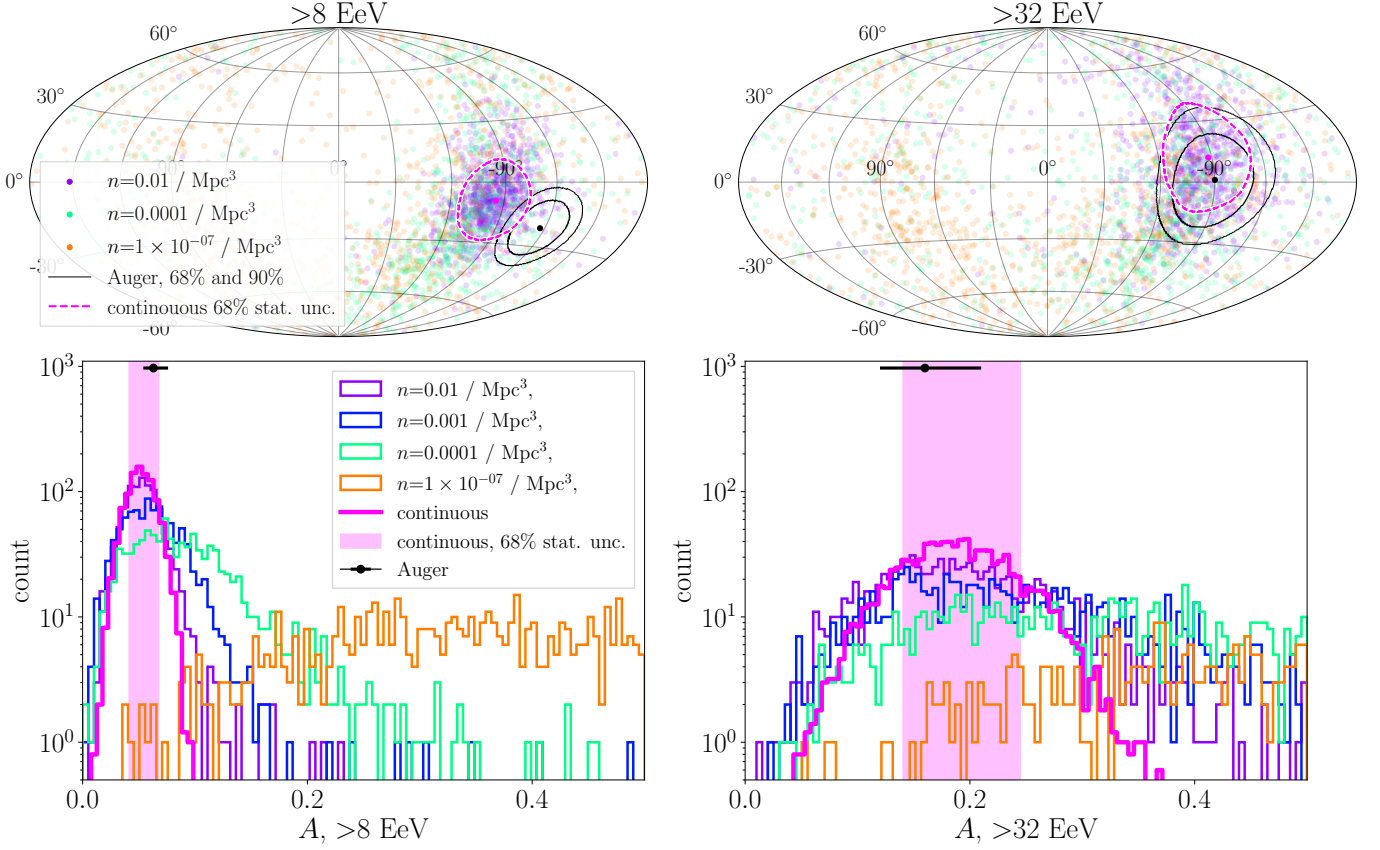 >8 EeV
60°
30°
0°
-30°
-60°
0°
-90°
n=0.01 / Mpc³
n=0.0001 / Mpc³
n=1 × 10⁻⁰⁷ / Mpc³
Auger, 68% and 90%
continouous 68% stat. unc.
>32 EeV
60°
30°
0°
-30°
-60°
90°
0°
-90°
10³
10²
10¹
10⁰
count
0.0
0.2
0.4
A, >8 EeV
n=0.01 / Mpc³,
n=0.001 / Mpc³,
n=0.0001 / Mpc³,
n=1 × 10⁻⁰⁷ / Mpc³,
continuous
continuous, 68% stat. unc.
Auger
10³
10²
10¹
10⁰
count
0.0
0.2
0.4
A, >32 EeV